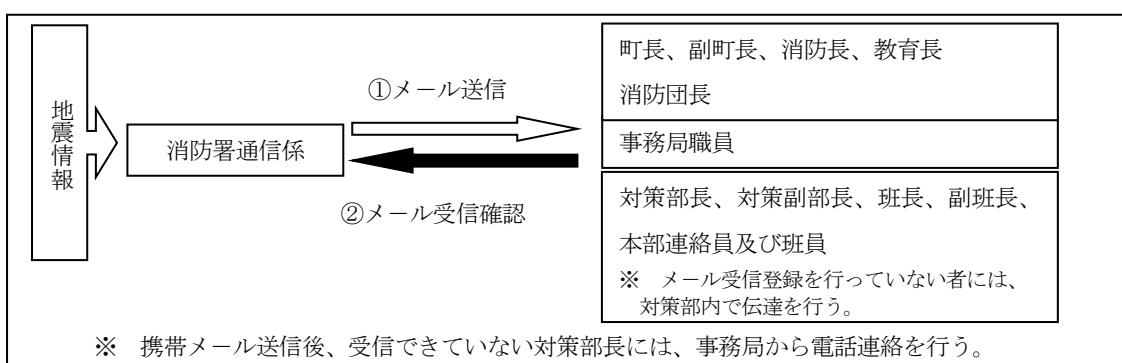 地震情報
消防署通信係
①メール送信
②メール受信確認
町長、副町長、消防長、教育長
消防団長
事務局職員
対策部長、対策副部長、班長、副班長、
本部連絡員及び班員
※ メール受信登録を行っていない者には、
対策部内で伝達を行う。
※ 携帯メール送信後、受信できていない対策部長には、事務局から電話連絡を行う。